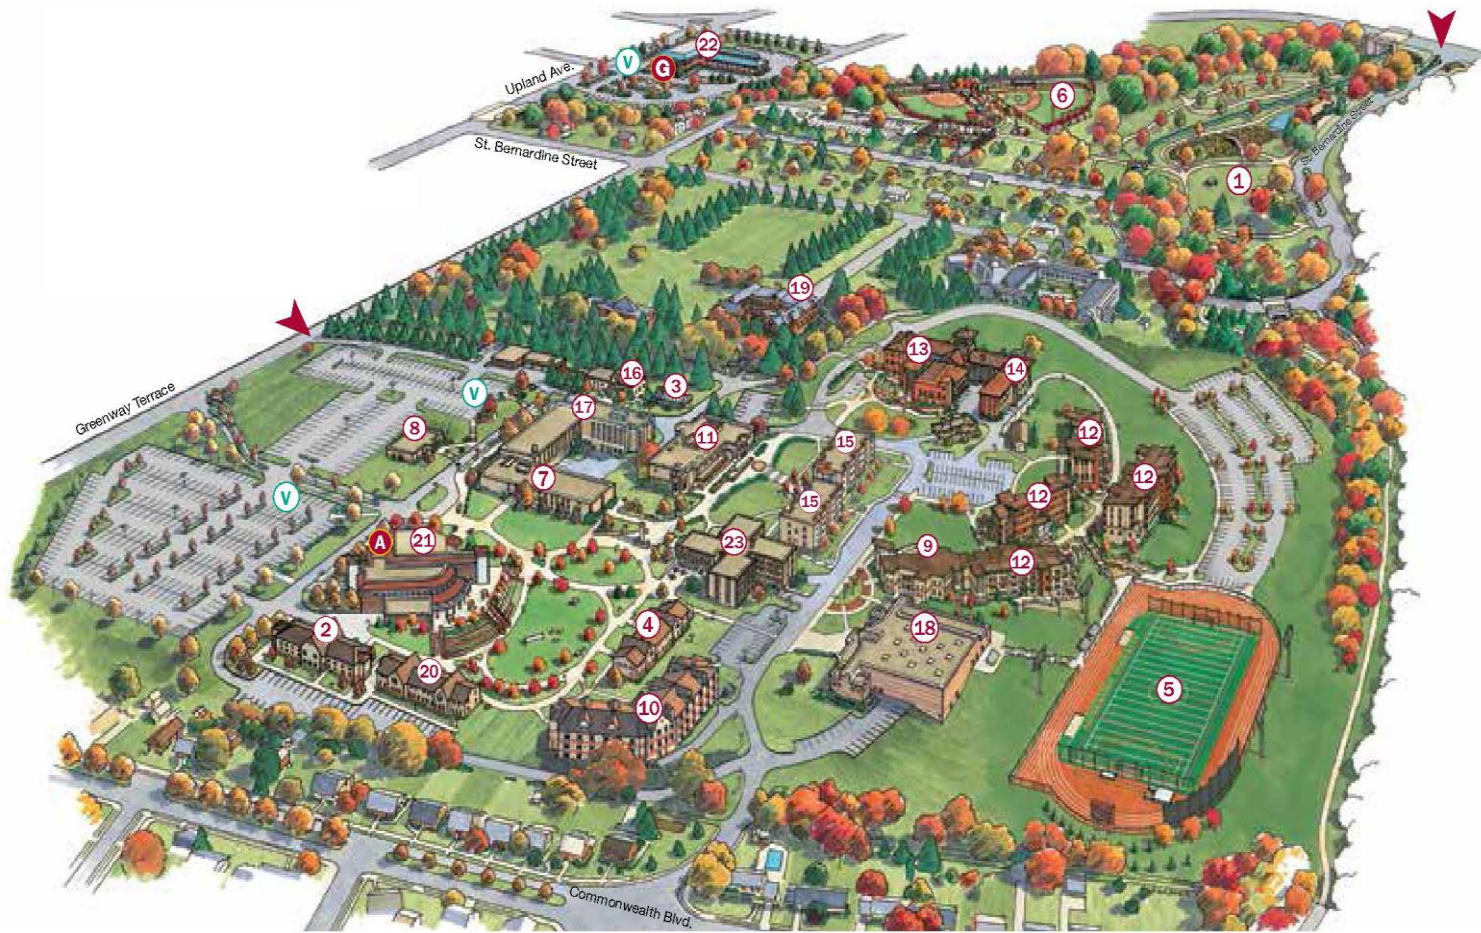 22
V
G
Upland Ave.
6
St. Bernardine Street
St. Bernardine Street
1
19
13
14
16
3
V
Greenway Terrace
17
8
11
15
12
12
7
V
15
12
A
21
23
9
12
2
4
18
20
5
10
Commonwealth Blvd.